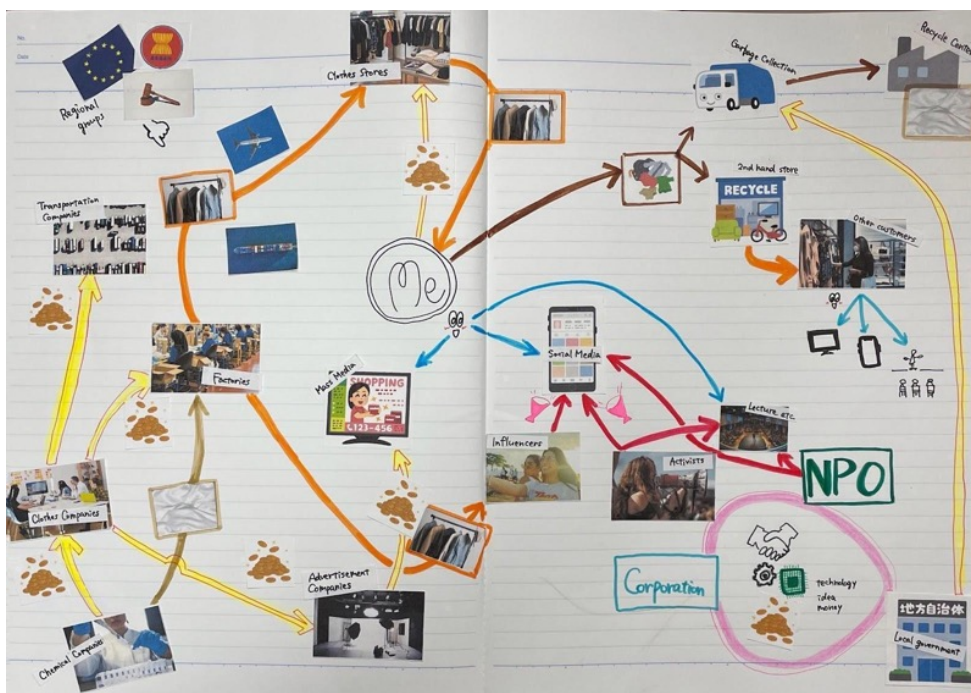 No.
Date
ASEAN
Regional
groups
Clothes Stores
Garbage Collection
Recycle Center
Transportation
Companies
2nd hand store
RECYCLE
Other customers
Me
Factories
Mass Media
SHOPPING
123-456
Social Media
Lecture etc.
Influencers
Activists
NPO
Clothes Companies
Advertisement
Companies
Corporation
technology
idea
money
Chemical Companies
地方自治体
Local government